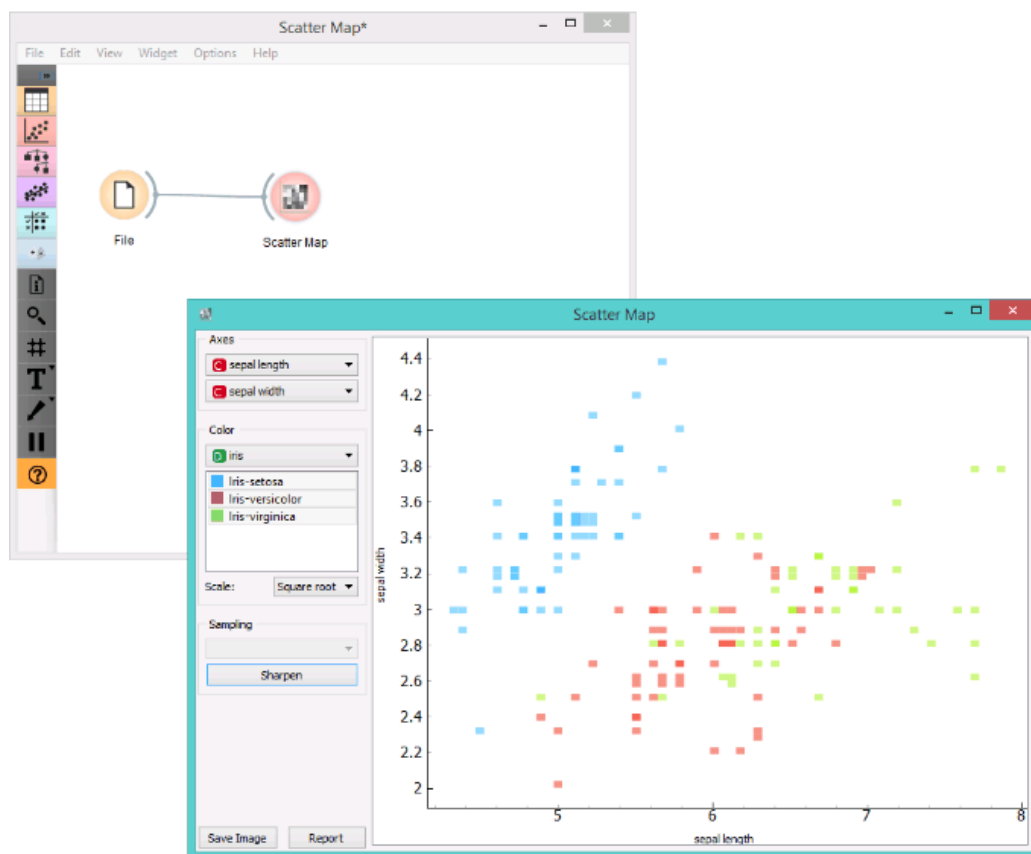 Scatter Map*
File Edit View Widget Options Help
File
Scatter Map
Scatter Map
Axes
sepal length
sepal width
Color
iris
Iris-setosa
Iris-versicolor
Iris-virginica
Scale: Square root
Sampling
Sharpen
Save Image Report
4.4
4.2
4
3.8
3.6
3.4
3.2
3
2.8
2.6
2.4
2.2
2
sepal width
5 6 7 8
sepal length